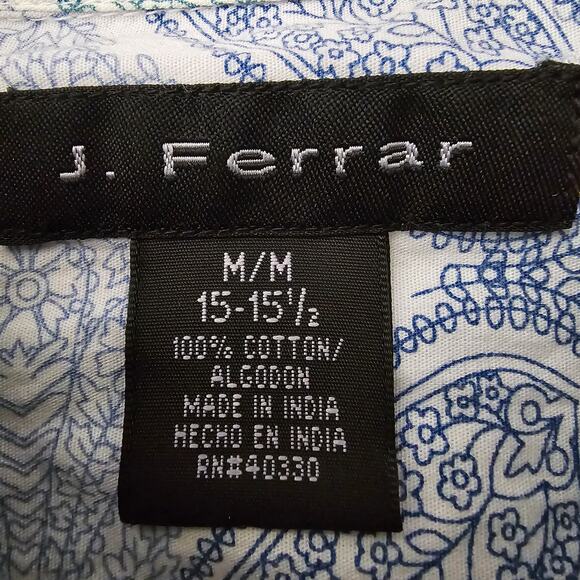 J. Ferrar
M/M
15-15½
100% COTTON/
ALGODON
MADE IN INDIA
HECHO EN INDIA
RN#40330